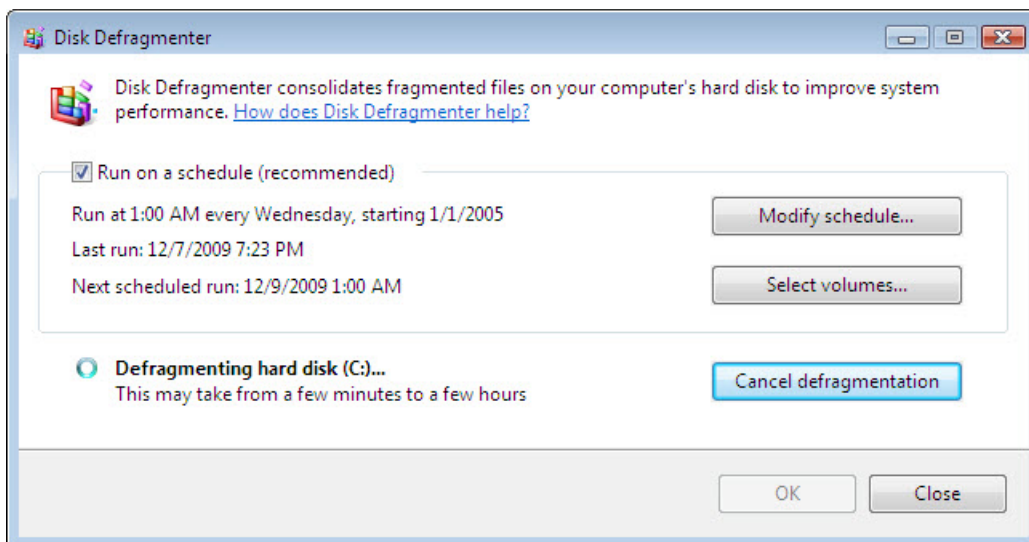 Disk Defragmenter
Disk Defragmenter consolidates fragmented files on your computer's hard disk to improve system
performance. How does Disk Defragmenter help?
Run on a schedule (recommended)
Run at 1:00 AM every Wednesday, starting 1/1/2005
Modify schedule...
Last run: 12/7/2009 7:23 PM
Next scheduled run: 12/9/2009 1:00 AM
Select volumes...
Defragmenting hard disk (C:)...
This may take from a few minutes to a few hours
Cancel defragmentation
OK
Close